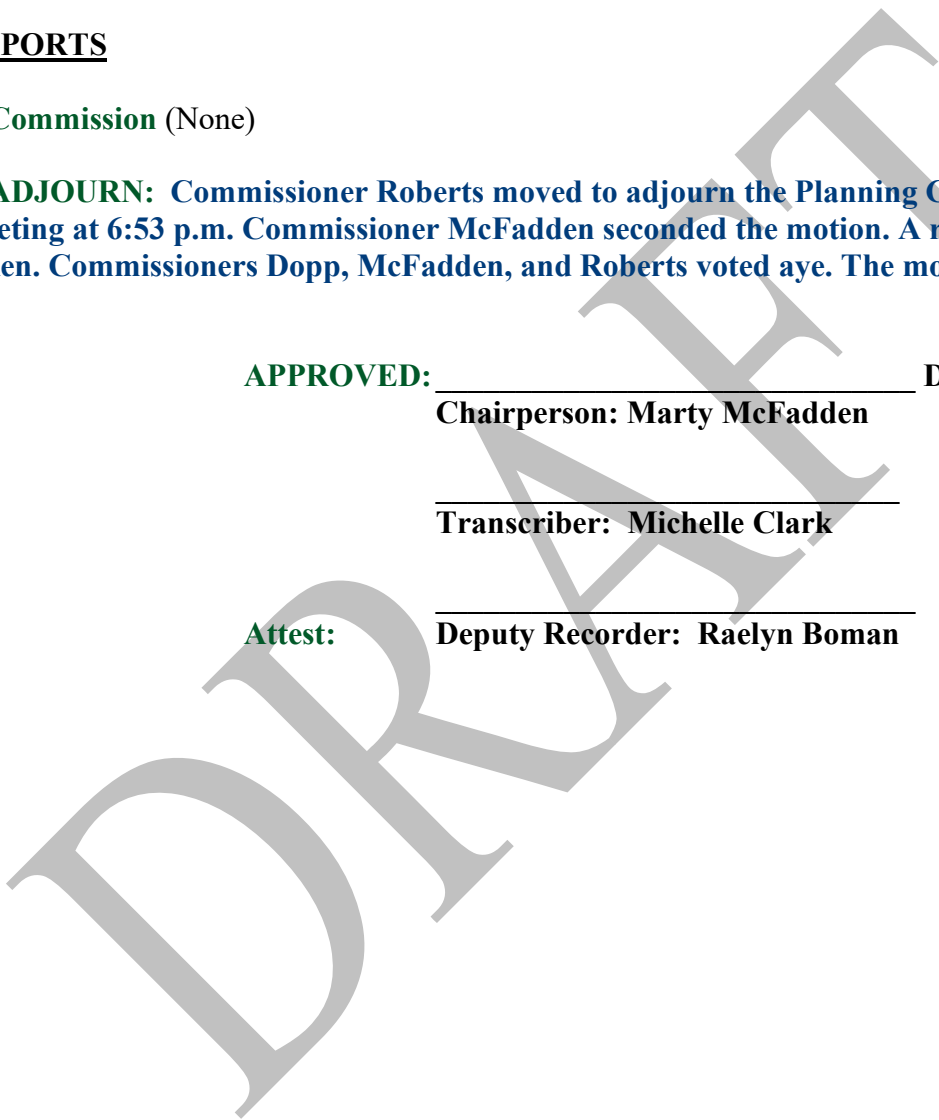 PORTS
Commission (None)
ADJOURN: Commissioner Roberts moved to adjourn the Planning
eting at 6:53 p.m. Commissioner McFadden seconded the motion. A
en. Commissioners Dopp, McFadden, and Roberts voted aye. The
APPROVED:
Chairperson: Marty McFadden
Transcriber: Michelle Clark
Attest: Deputy Recorder: Raelyn Boman
DRAFT